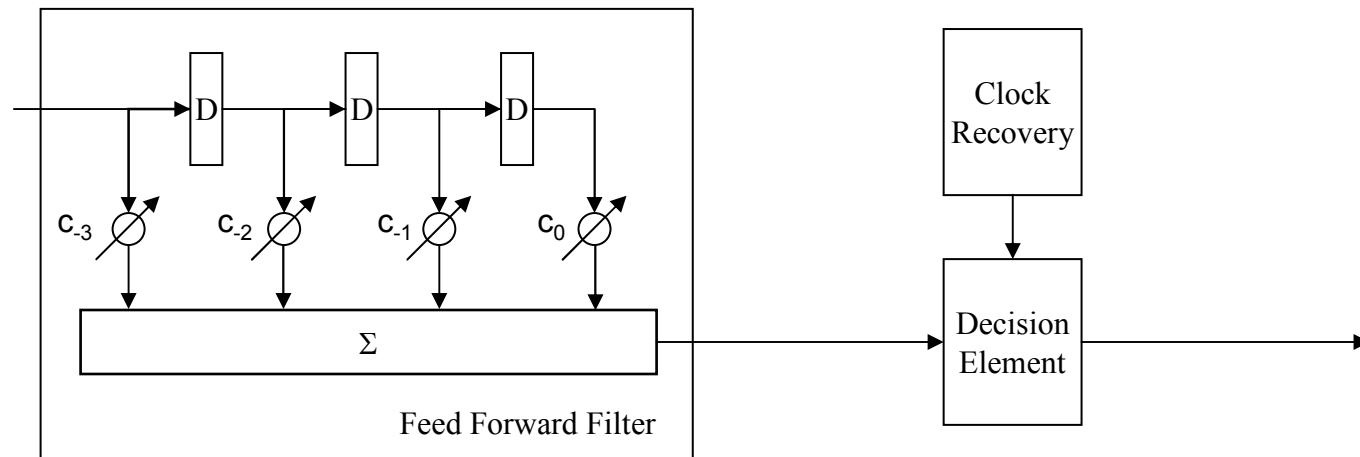 D D D
Clock
Recovery
c-3 c-2 c-1 c0
Σ
Decision
Element
Feed Forward Filter